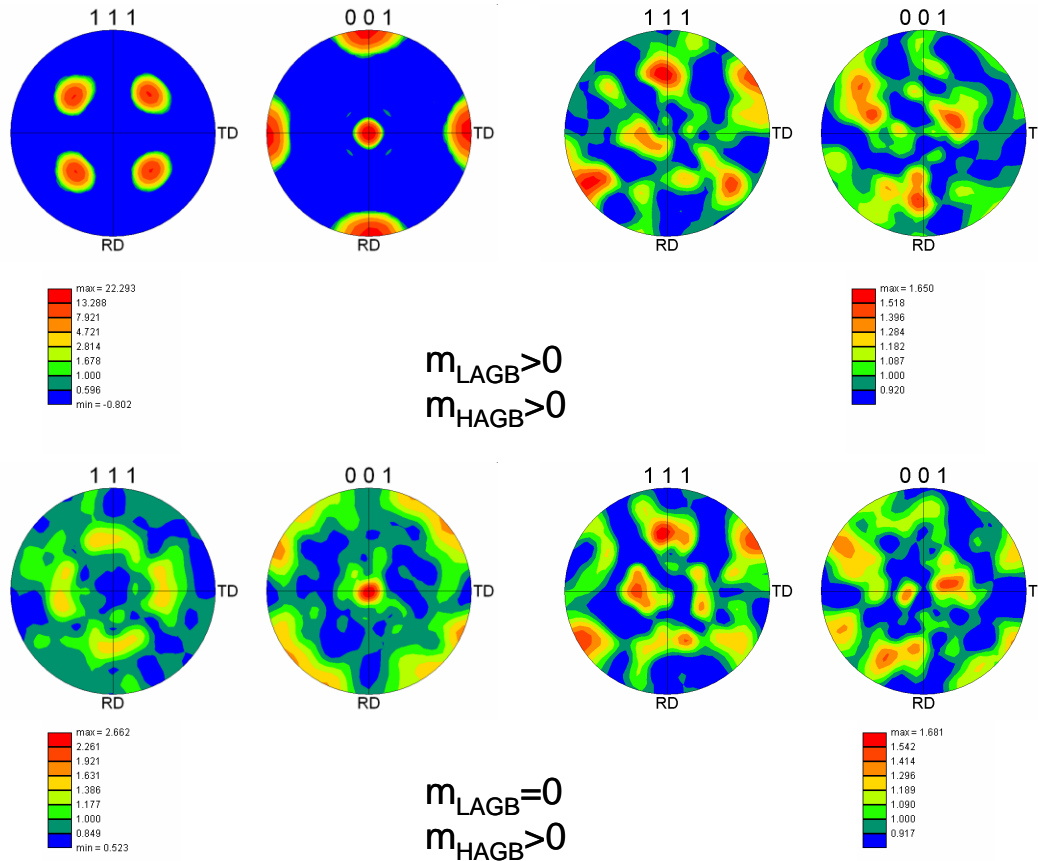 1 1 1
0 0 1
1 1 1
0 0 1
TD
TD
TD
T
RD
RD
RD
RD
max = 22.293
13.288
7.921
4.721
2.814
1.678
1.000
0.596
min = -0.802
max = 1.650
1.518
1.396
1.284
1.182
1.087
1.000
0.920
mLAGB>0
mHAGB>0
1 1 1
0 0 1
1 1 1
0 0 1
TD
TD
TD
T
RD
RD
RD
RD
max = 2.662
2.261
1.921
1.631
1.386
1.177
1.000
0.849
min = 0.523
max = 1.681
1.542
1.414
1.296
1.189
1.090
1.000
0.917
mLAGB=0
mHAGB>0